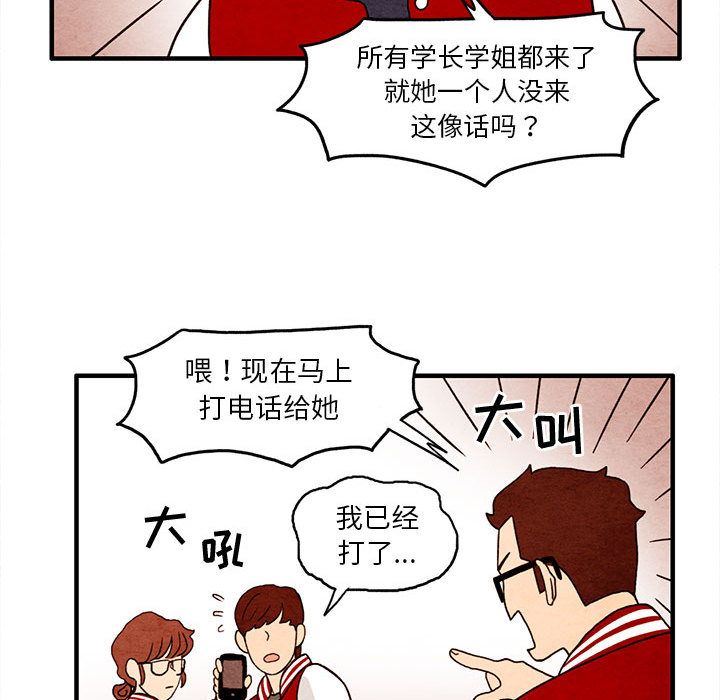 所有学长学姐都来了
就她一个人没来
这像话吗？
喂！现在马上
打电话给她
大叫
我已经
打了...
大吼